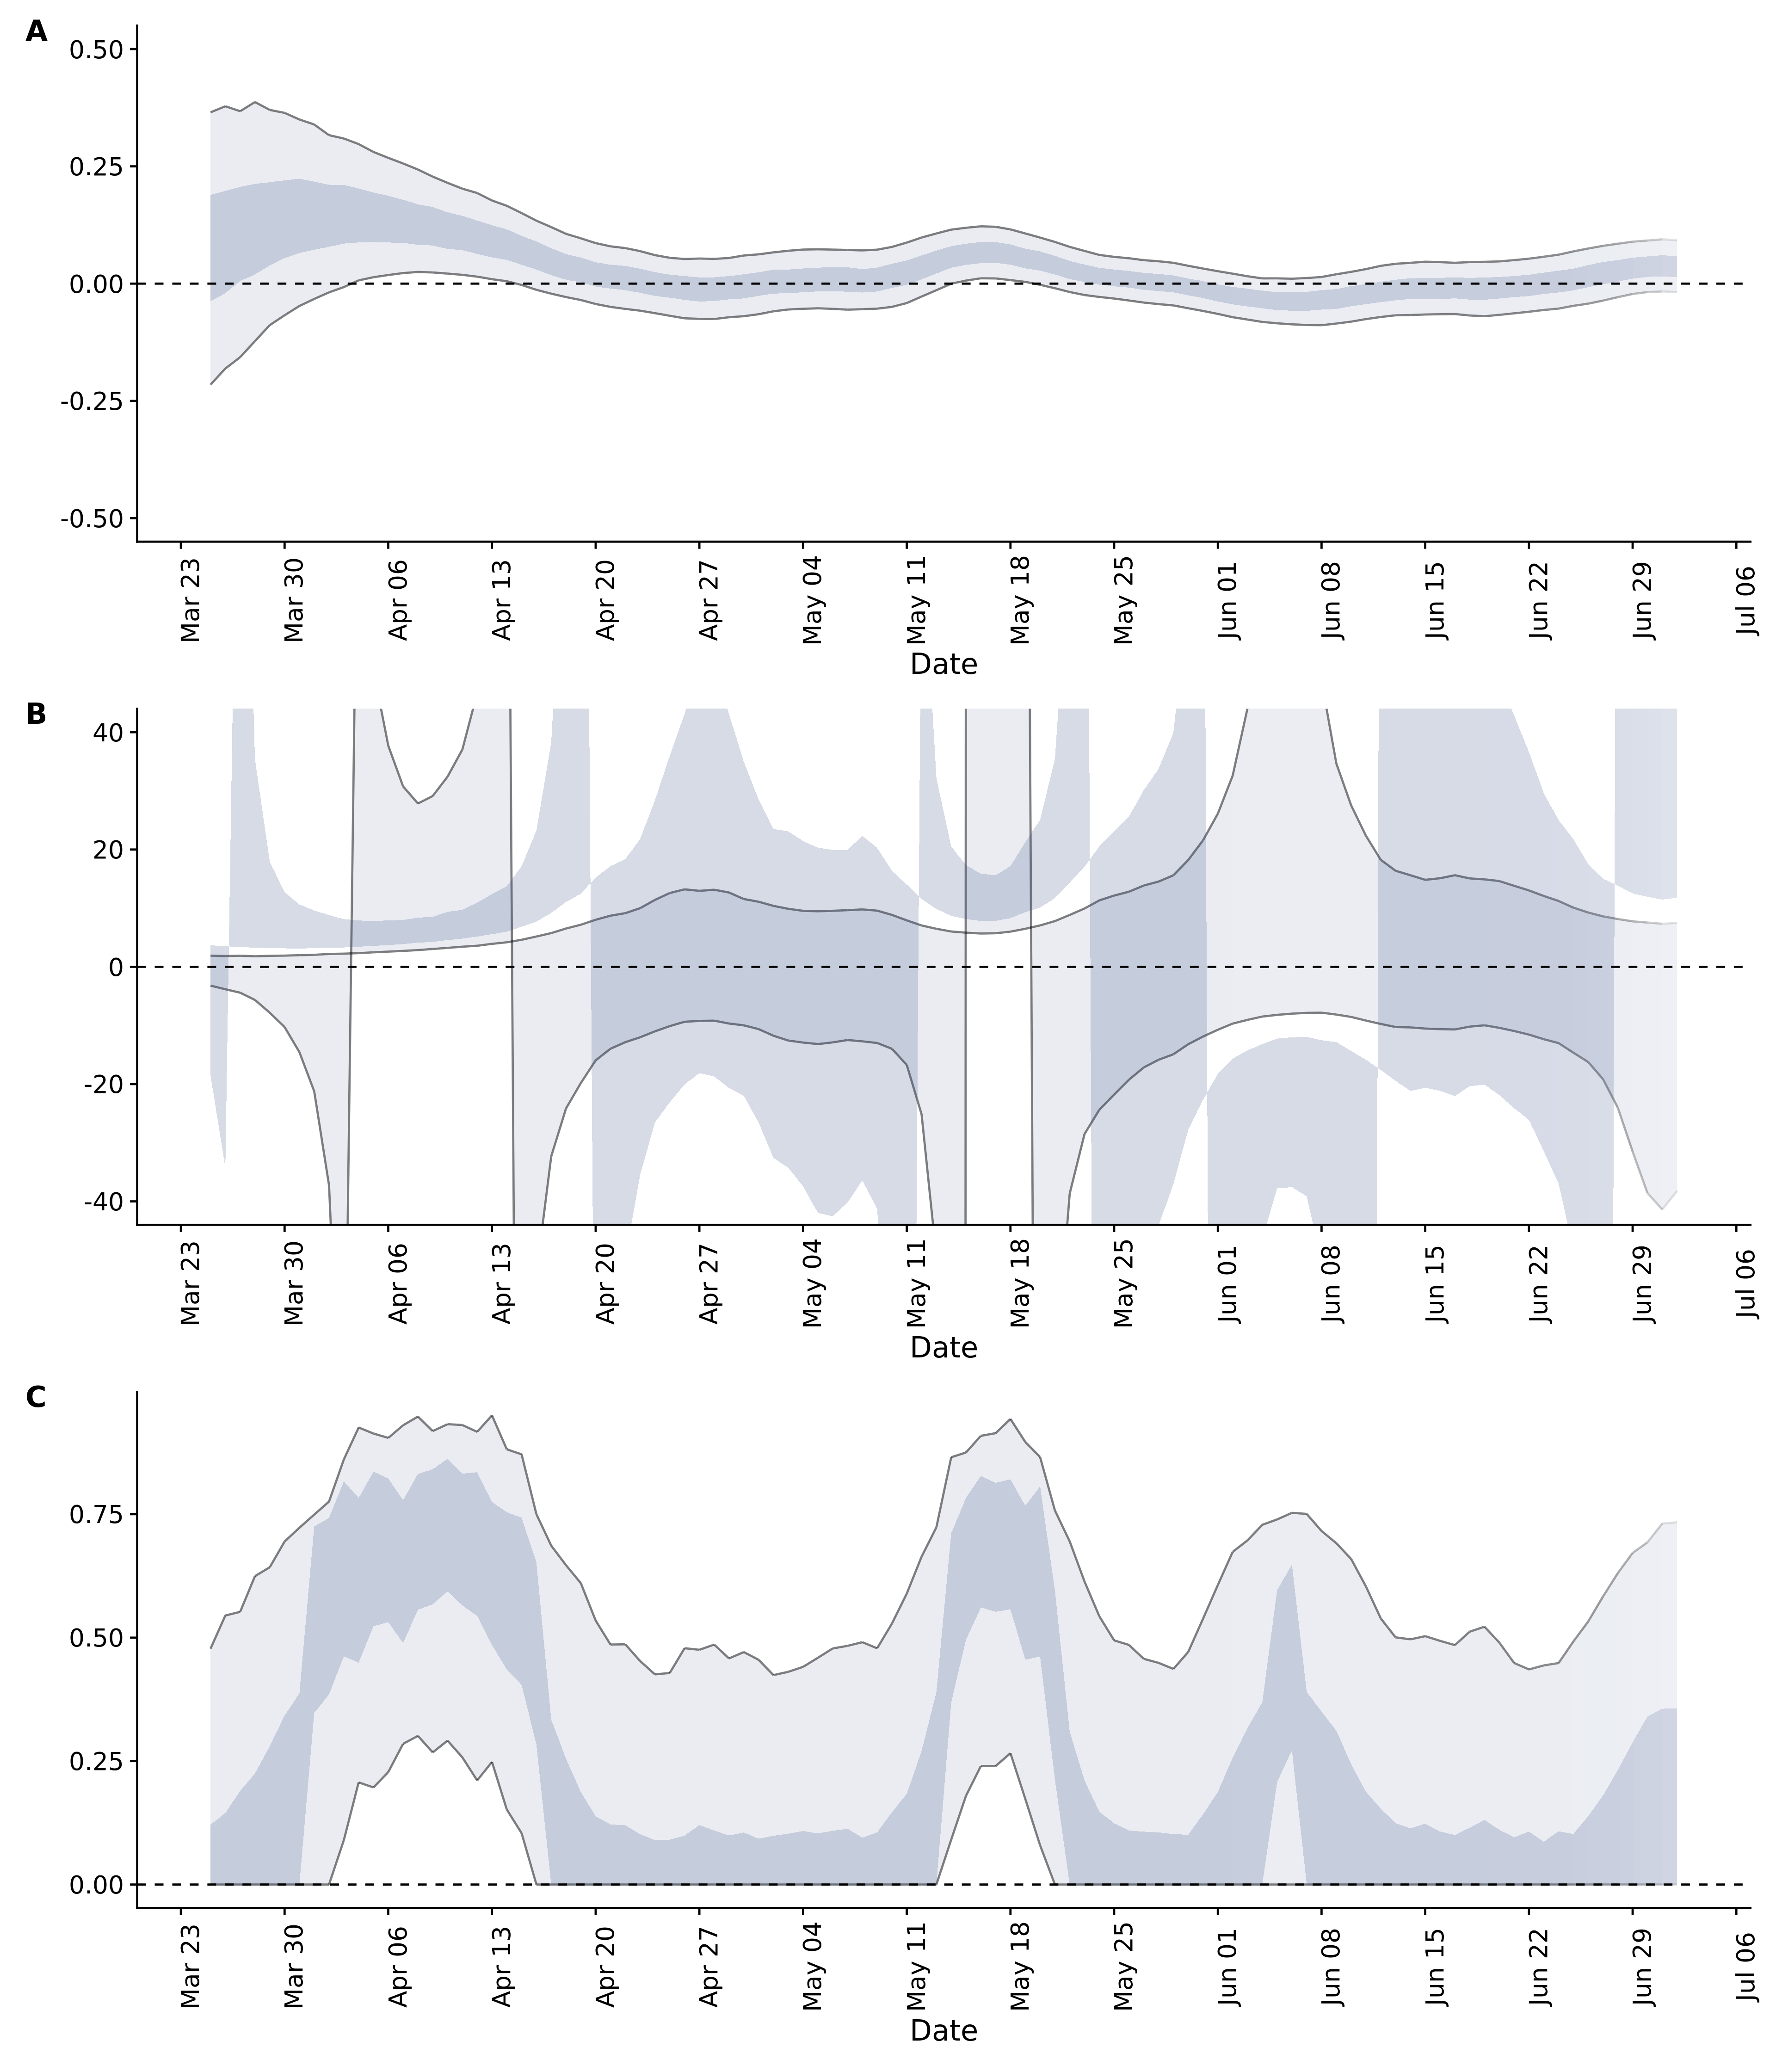 A
0.50
0.25
0.00
-0.25
-0.50
Mar 23
Mar 30
Apr 06
Apr 13
Apr 20
Apr 27
May 04
May 11
May 18
May 25
Jun 01
Jun 08
Jun 15
Jun 22
Jun 29
Jul 06
Date
B
40
20
0
-20
-40
Mar 23
Mar 30
Apr 06
Apr 13
Apr 20
Apr 27
May 04
May 11
May 18
May 25
Jun 01
Jun 08
Jun 15
Jun 22
Jun 29
Jul 06
Date
C
0.75
0.50
0.25
0.00
Mar 23
Mar 30
Apr 06
Apr 13
Apr 20
Apr 27
May 04
May 11
May 18
May 25
Jun 01
Jun 08
Jun 15
Jun 22
Jun 29
Jul 06
Date